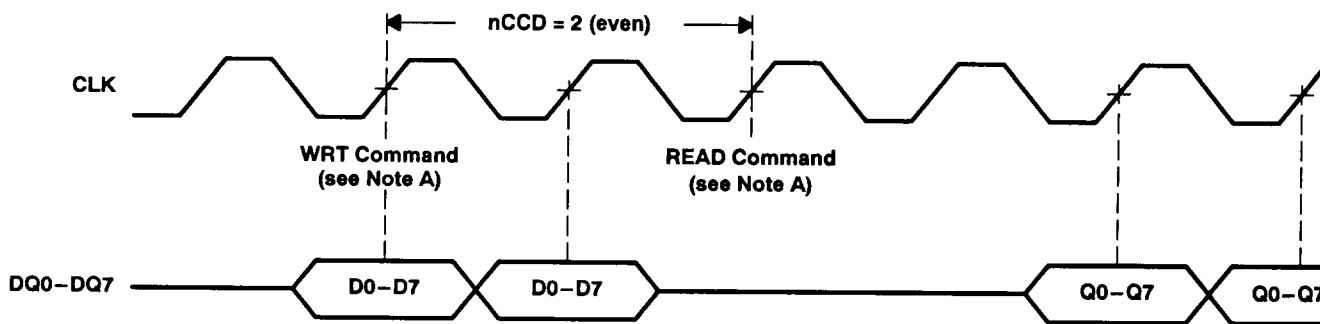 nCCD = 2 (even)
CLK
WRT Command
(see Note A)
READ Command
(see Note A)
DQ0–DQ7
D0–D7
D0–D7
Q0–Q7
Q0–Q7